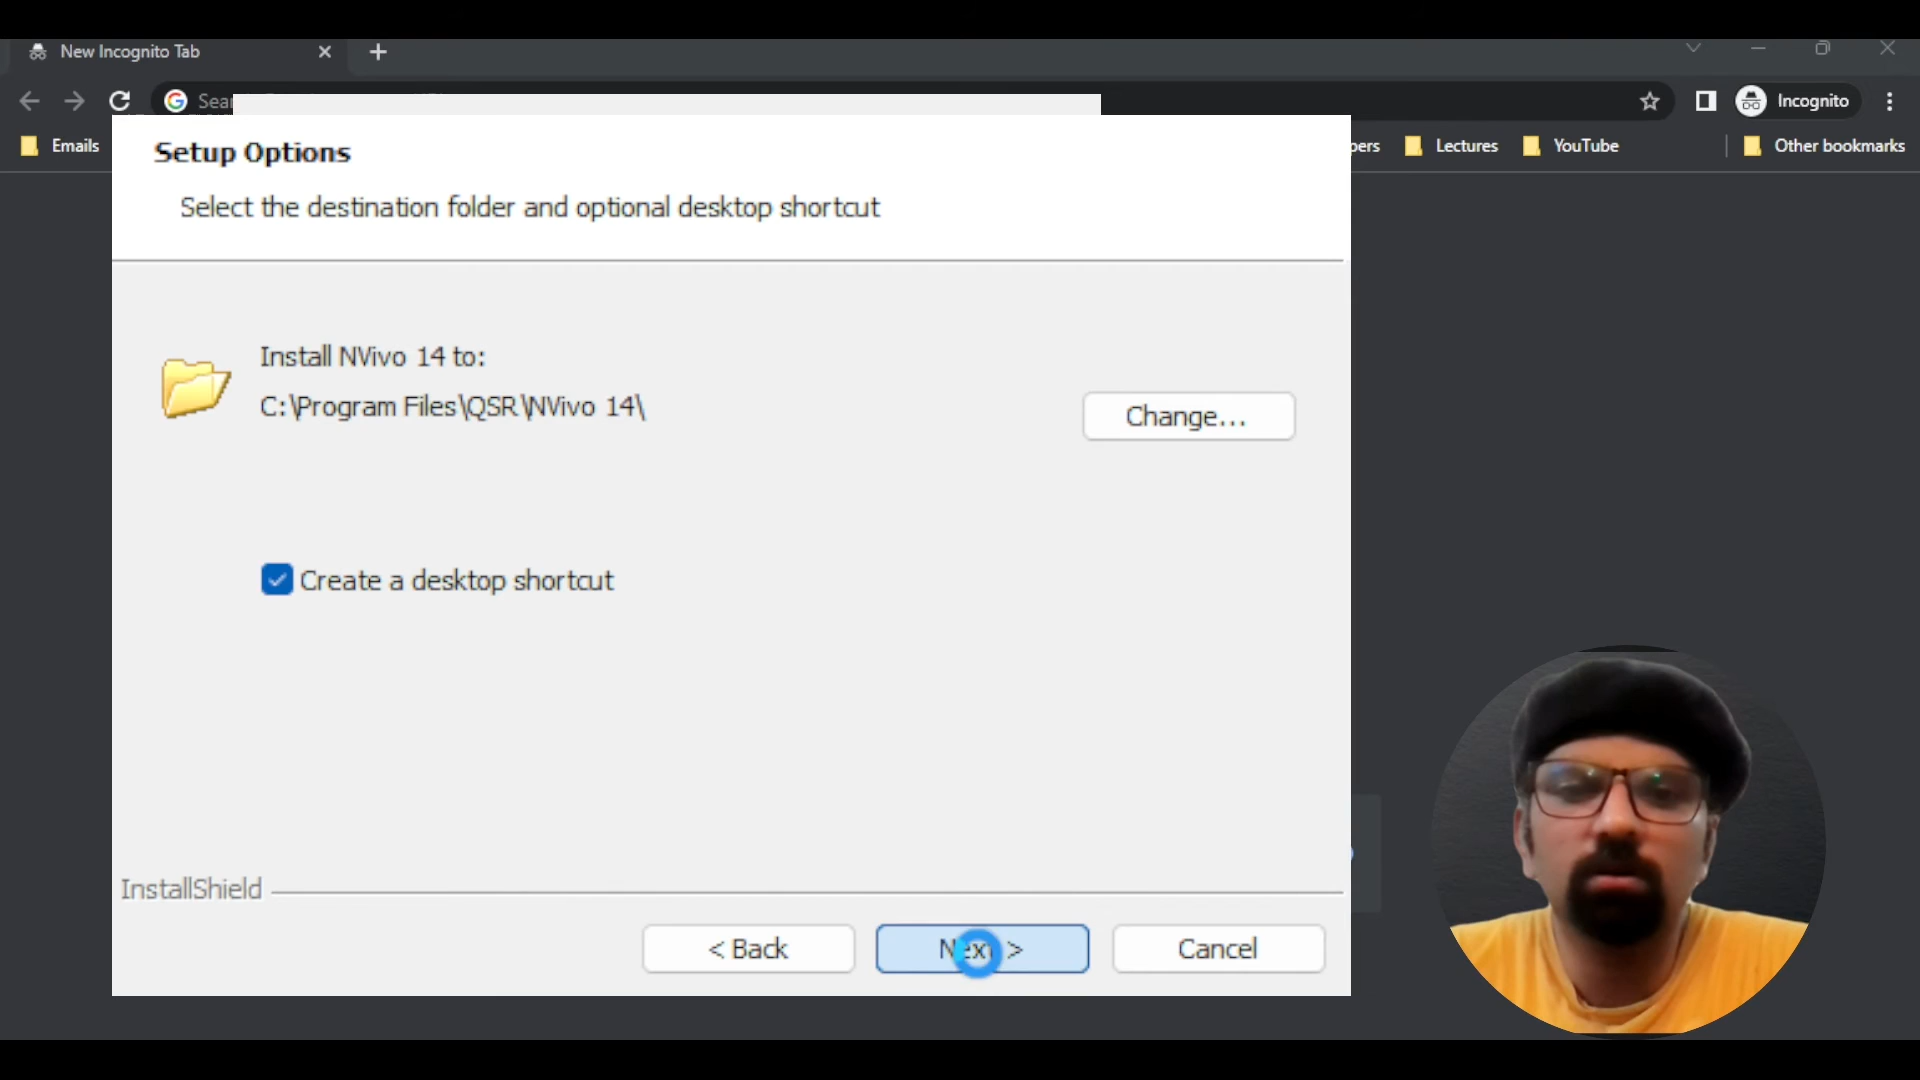 New Incognito Tab
Incognito
Emails
Lectures
YouTube
Other bookmarks
Setup Options
Select the destination folder and optional desktop shortcut
Install NVivo 14 to:
C:\Program Files\QSR\NVivo 14\
Change...
Create a desktop shortcut
InstallShield
< Back
Next >
Cancel